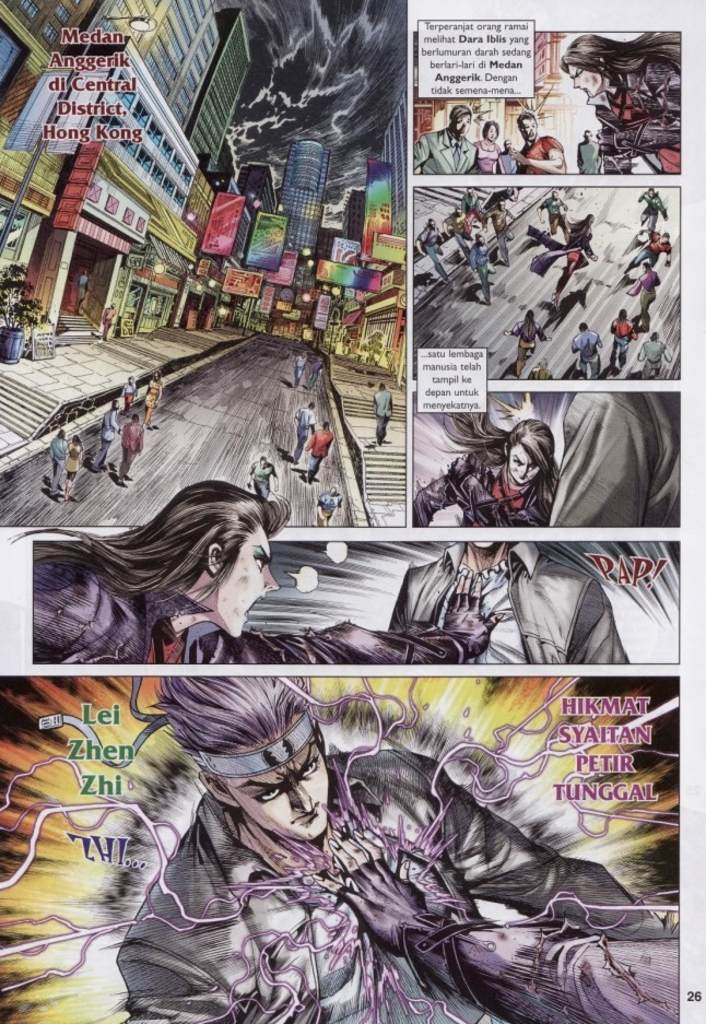 Medan
Anggerik
di Central
District,
Hong Kong
Terperanjat orang ramai
melihat Dara Iblis yang
berlumuran darah sedang
berlari-lari di Medan
Anggerik. Dengan
tidak semena-mena...
...satu lembaga
manusia telah
tampil ke
depan untuk
menyekatnya.
PAP!
Lei
Zhen
Zhi
HIKMAT
SYAITAN
PETIR
TUNGGAL
ZHI...
26